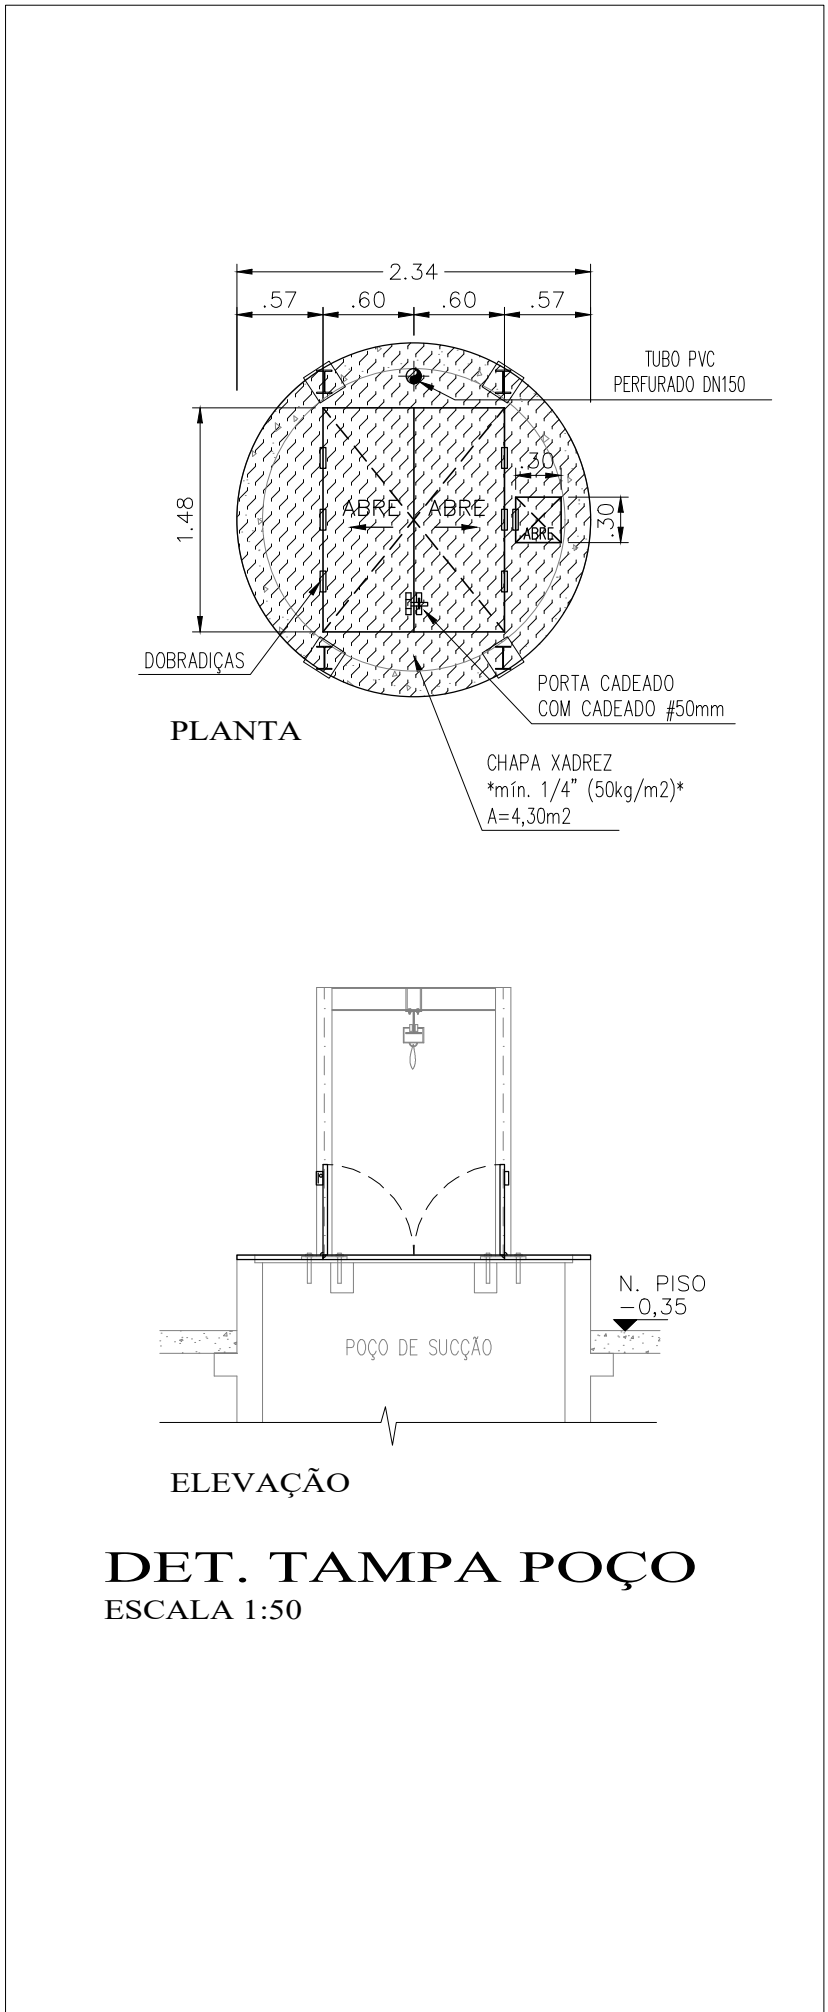 2.34
.57 .60 .60 .57
TUBO PVC
PERFURADO DN150
.30
1.48
ABRE ABRE
.30
ABRE
DOBRADIÇAS
PORTA CADEADO
COM CADEADO #50mm
PLANTA
CHAPA XADREZ
*mín. 1/4” (50kg/m2)*
A=4,30m2
N. PISO
−0,35
POÇO DE SUCÇÃO
ELEVAÇÃO
DET. TAMPA POÇO
ESCALA 1:50